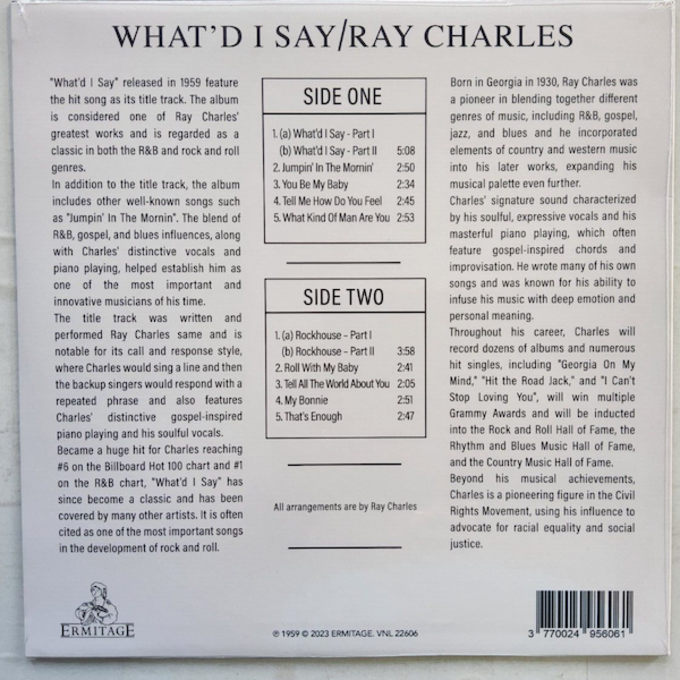 WHAT'D I SAY/RAY CHARLES
"What'd I Say" released in 1959 feature
the hit song as its title track. The album
is considered one of Ray Charles'
greatest works and is regarded as a
classic in both the R&B and rock and roll
genres.
In addition to the title track, the album
includes other well-known songs such
as "Jumpin' In The Mornin". The blend of
R&B, gospel, and blues influences, along
with Charles' distinctive vocals and
piano playing, helped establish him as
one of the most important and
innovative musicians of his time.
The title track was written and
performed Ray Charles same and is
notable for its call and response style,
where Charles would sing a line and then
the backup singers would respond with a
repeated phrase and also features
Charles' distinctive gospel-inspired
piano playing and his soulful vocals.
Became a huge hit for Charles reaching
#6 on the Billboard Hot 100 chart and #1
on the R&B chart, "What'd I Say" has
since become a classic and has been
covered by many other artists. It is often
cited as one of the most important songs
in the development of rock and roll.
SIDE ONE
1. (a) What'd I Say - Part I
(b) What'd I Say - Part II 5:08
2. Jumpin' In The Mornin' 2:50
3. You Be My Baby 2:34
4. Tell Me How Do You Feel 2:45
5. What Kind Of Man Are You 2:53
SIDE TWO
1. (a) Rockhouse – Part I
(b) Rockhouse – Part II 3:58
2. Roll With My Baby 2:41
3. Tell All The World About You 2:05
4. My Bonnie 2:51
5. That's Enough 2:47
All arrangements are by Ray Charles
Born in Georgia in 1930, Ray Charles was
a pioneer in blending together different
genres of music, including R&B, gospel,
jazz, and blues and he incorporated
elements of country and western music
into his later works, expanding his
musical palette even further.
Charles' signature sound characterized
by his soulful, expressive vocals and his
masterful piano playing, which often
feature gospel-inspired chords and
improvisation. He wrote many of his own
songs and was known for his ability to
infuse his music with deep emotion and
personal meaning.
Throughout his career, Charles will
record dozens of albums and numerous
hit singles, including "Georgia On My
Mind," "Hit the Road Jack," and "I Can't
Stop Loving You", will win multiple
Grammy Awards and will be inducted
into the Rock and Roll Hall of Fame, the
Rhythm and Blues Music Hall of Fame,
and the Country Music Hall of Fame.
Beyond his musical achievements,
Charles is a pioneering figure in the Civil
Rights Movement, using his influence to
advocate for racial equality and social
justice.
ERMITAGE
℗ 1959 © 2023 ERMITAGE. VNL 22606
3 770024 956061